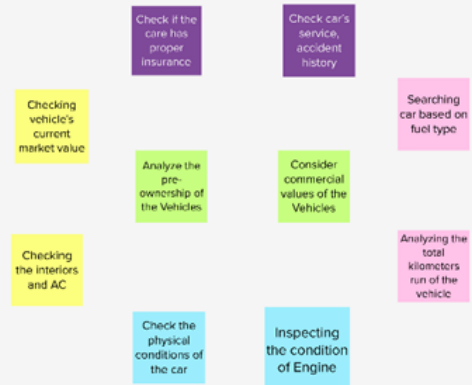 Check if the
care has
proper
insurance
Check car's
service,
accident
history
Checking
vehicle's
current
market value
Searching
car based on
fuel type
Analyze the
pre-
ownership of
the Vehicles
Consider
commercial
values of the
Vehicles
Checking
the interiors
and AC
Analyzing the
total
kilometers
run of the
vehicle
Check the
physical
conditions of
the car
Inspecting
the condition
of Engine